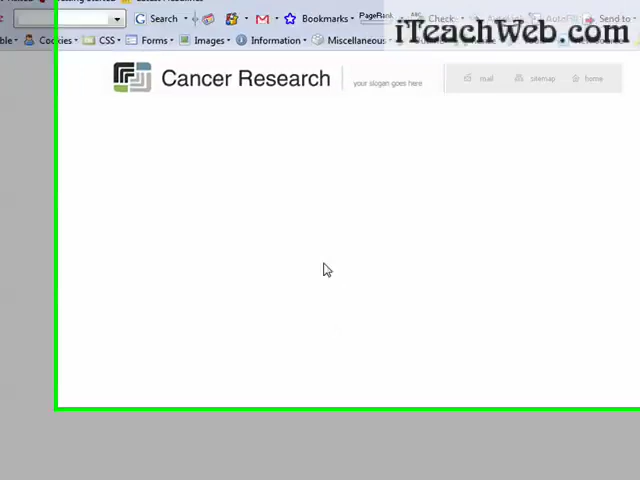 Search Bookmarks PageRank Check AutoFill Send to
iTeachWeb.com
Cookies CSS Forms Images Information Miscellaneous
Cancer Research your slogan goes here mail sitemap home